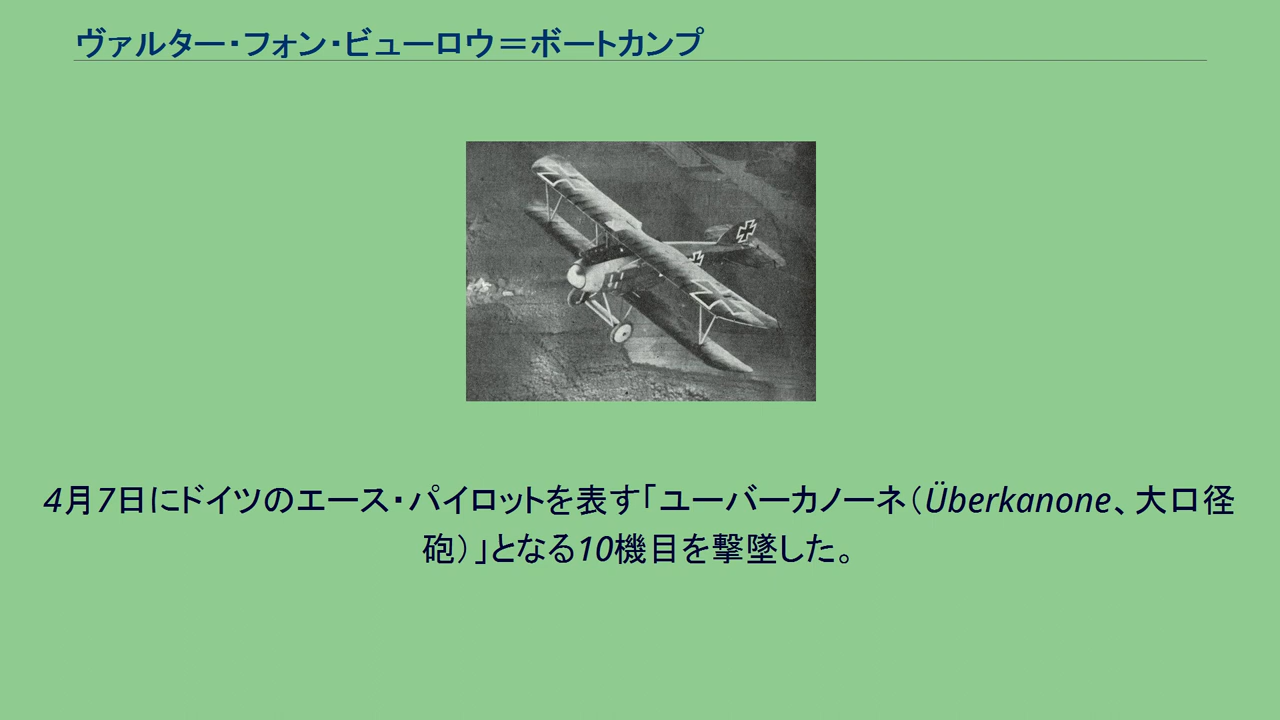 ヴァルター・フォン・ビューロウ＝ボートカンプ
4月7日にドイツのエース・パイロットを表す「ユーバーカノーネ（Überkanone、大口径
砲）」となる10機目を撃墜した。